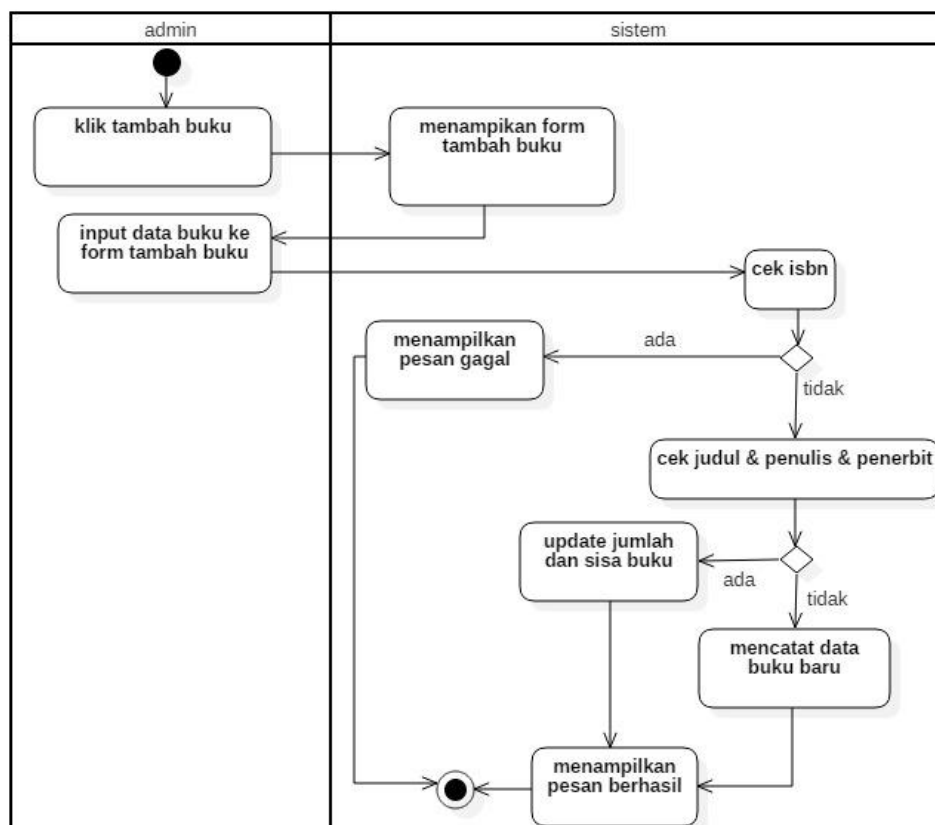 admin
sistem
klik tambah buku
menampikan form
tambah buku
input data buku ke
form tambah buku
cek isbn
menampilkan
pesan gagal
ada
tidak
cek judul & penulis & penerbit
update jumlah
dan sisa buku
ada
tidak
mencatat data
buku baru
menampilkan
pesan berhasil